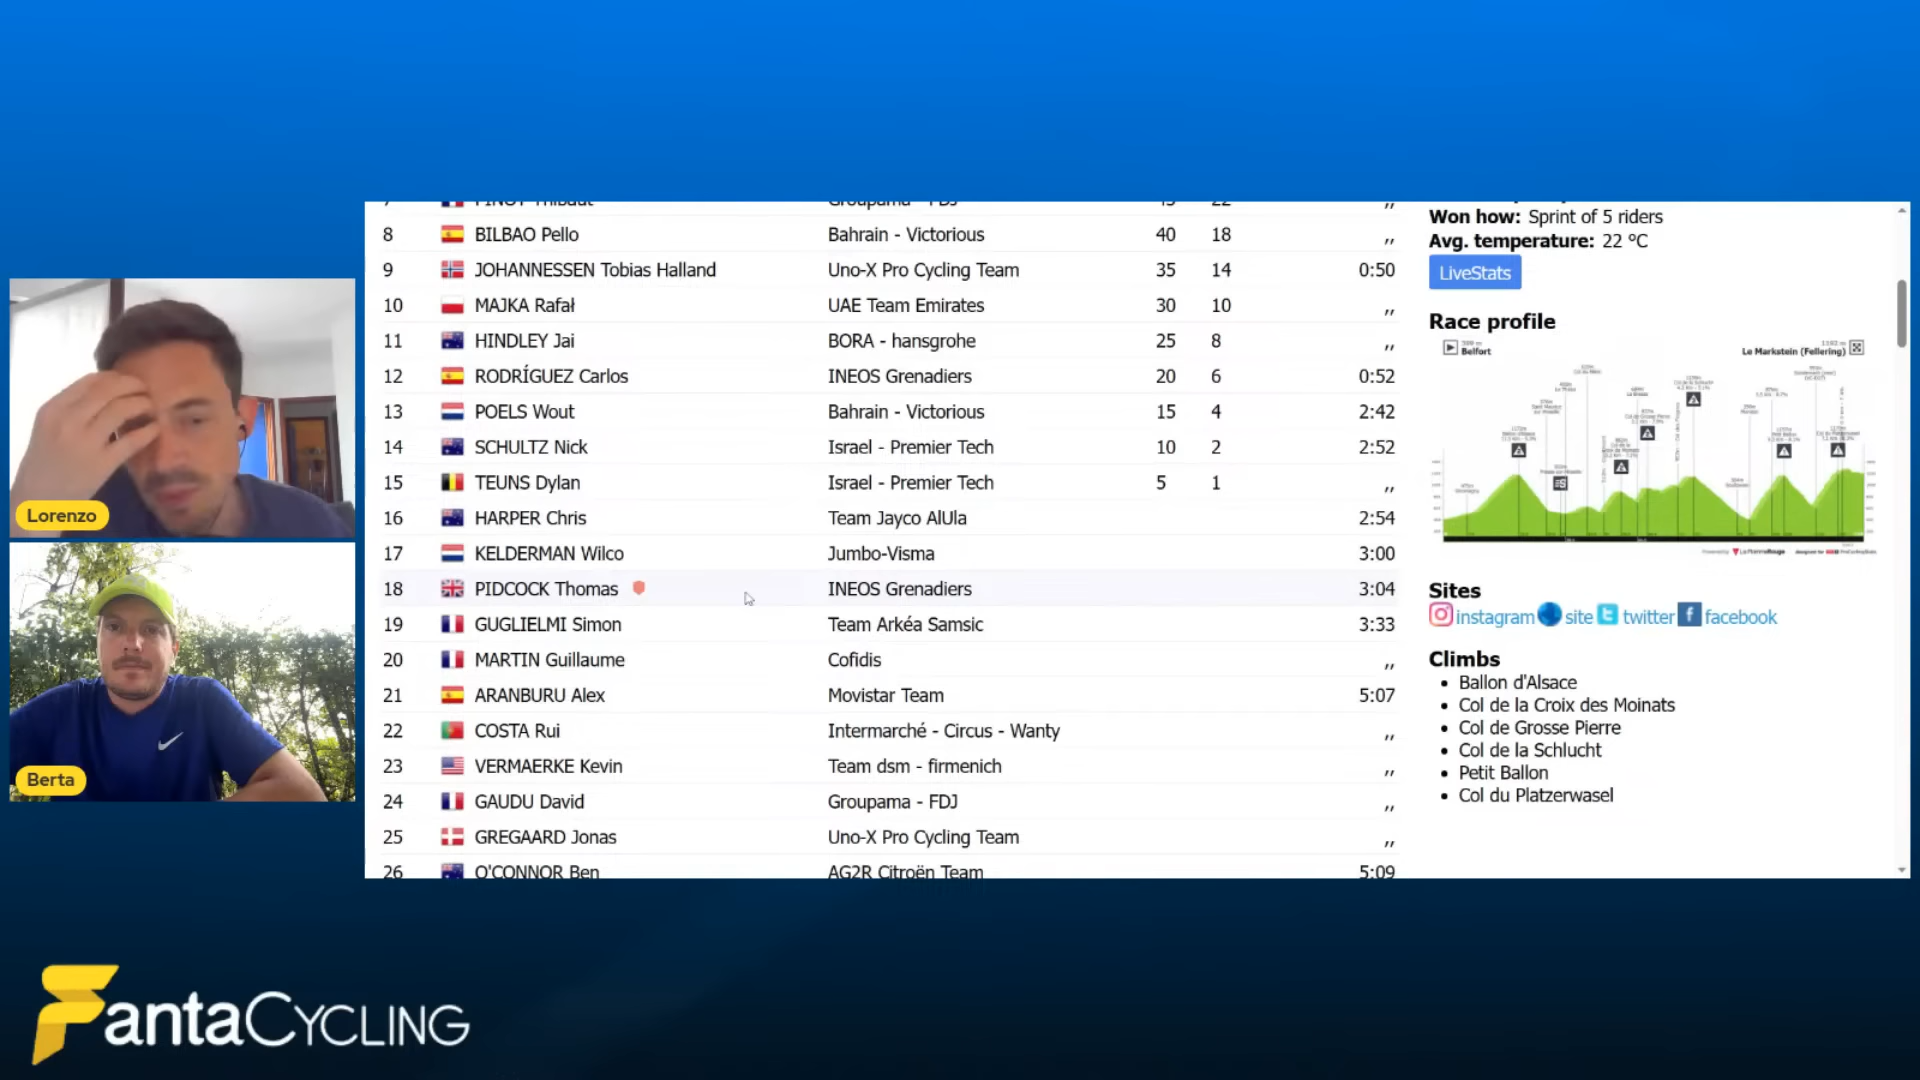 7 PINOT Thibaut Groupama - FDJ 45 22 ,,
8 BILBAO Pello Bahrain - Victorious 40 18 ,,
9 JOHANNESSEN Tobias Halland Uno-X Pro Cycling Team 35 14 0:50
10 MAJKA Rafał UAE Team Emirates 30 10 ,,
11 HINDLEY Jai BORA - hansgrohe 25 8 ,,
12 RODRÍGUEZ Carlos INEOS Grenadiers 20 6 0:52
13 POELS Wout Bahrain - Victorious 15 4 2:42
14 SCHULTZ Nick Israel - Premier Tech 10 2 2:52
15 TEUNS Dylan Israel - Premier Tech 5 1 ,,
16 HARPER Chris Team Jayco AlUla 2:54
17 KELDERMAN Wilco Jumbo-Visma 3:00
18 PIDCOCK Thomas INEOS Grenadiers 3:04
19 GUGLIELMI Simon Team Arkéa Samsic 3:33
20 MARTIN Guillaume Cofidis ,,
21 ARANBURU Alex Movistar Team 5:07
22 COSTA Rui Intermarché - Circus - Wanty ,,
23 VERMAERKE Kevin Team dsm - firmenich ,,
24 GAUDU David Groupama - FDJ ,,
25 GREGAARD Jonas Uno-X Pro Cycling Team ,,
26 O'CONNOR Ben AG2R Citroën Team 5:09
Won how: Sprint of 5 riders
Avg. temperature: 22 ºC
LiveStats
Race profile
Belfort
Le Markstein (Fellering)
Sites
instagram site twitter facebook
Climbs
• Ballon d'Alsace
• Col de la Croix des Moinats
• Col de Grosse Pierre
• Col de la Schlucht
• Petit Ballon
• Col du Platzerwasel
Lorenzo
Berta
FantaCycling